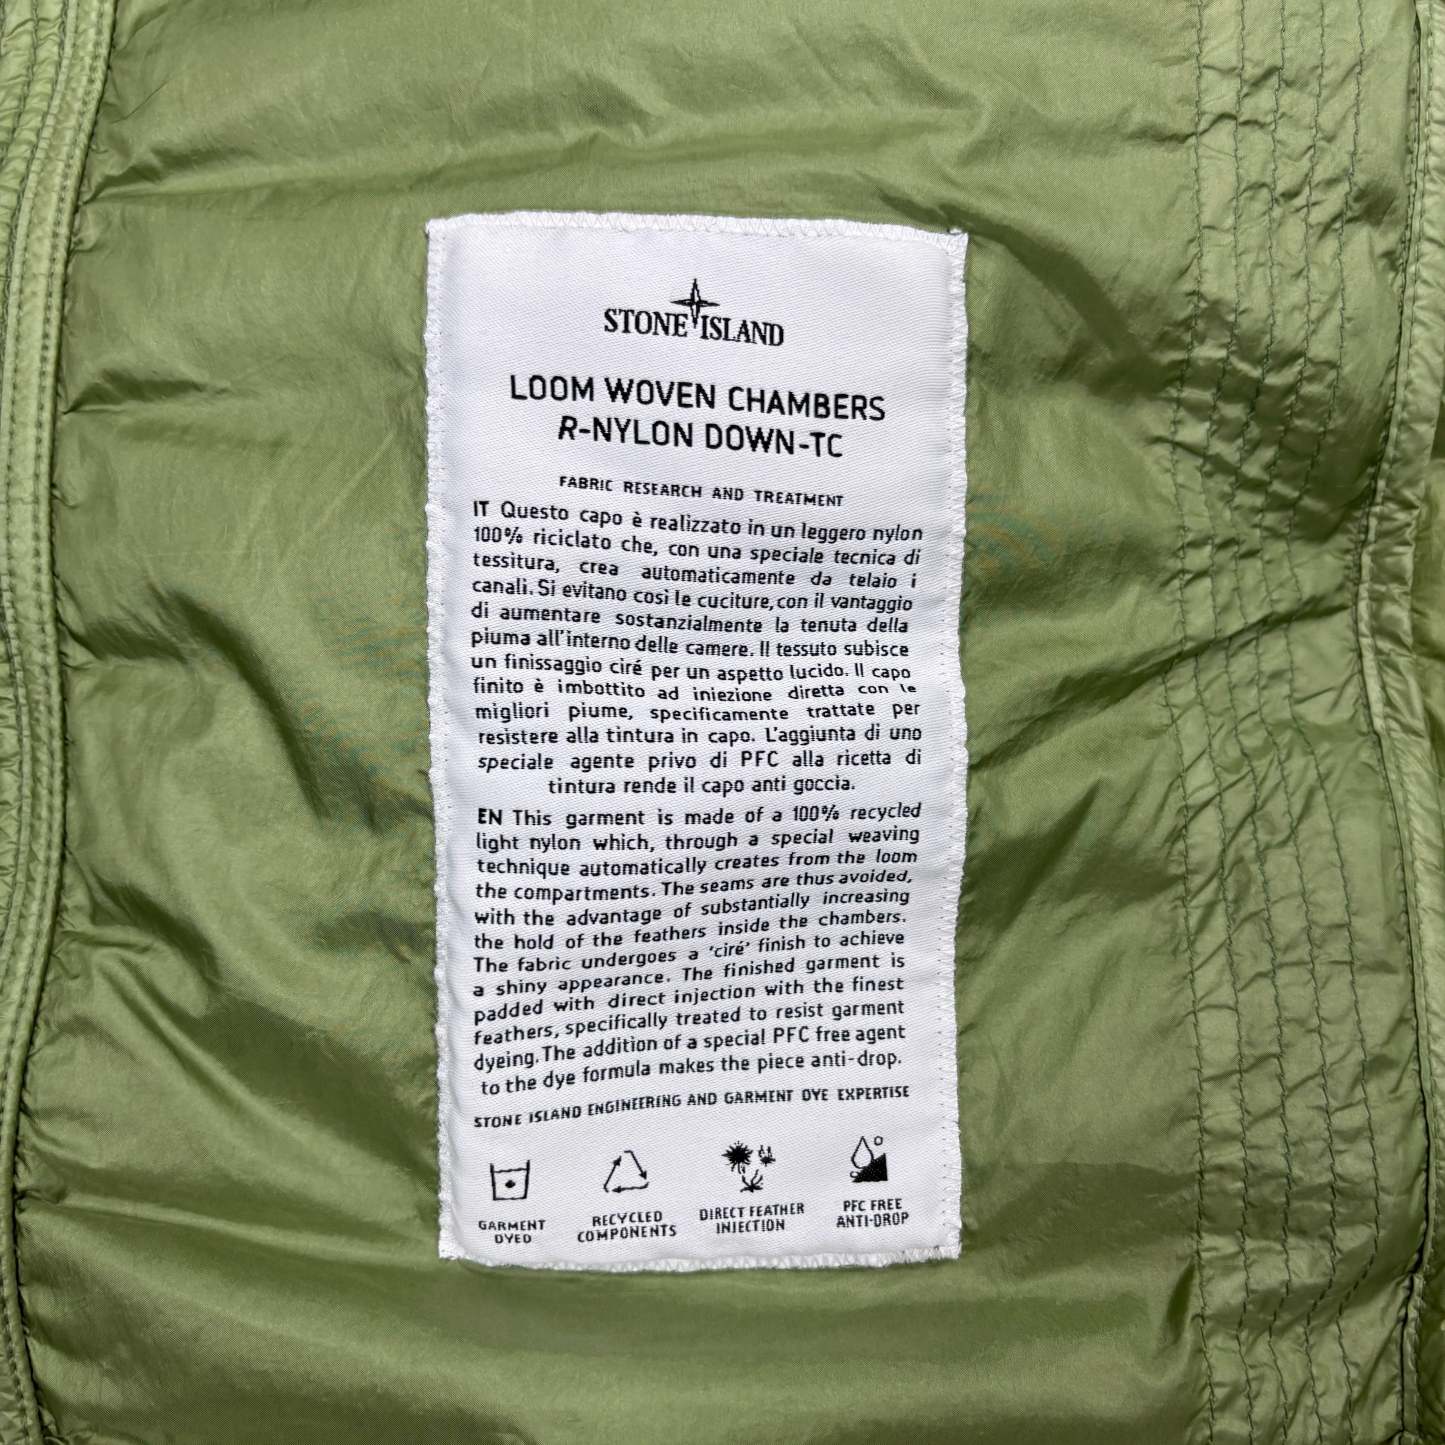 STONE ISLAND
LOOM WOVEN CHAMBERS
R-NYLON DOWN-TC
FABRIC RESEARCH AND TREATMENT
IT Questo capo è realizzato in un leggero nylon
100% riciclato che, con una speciale tecnica di
tessitura, crea automaticamente da telaio i
canali. Si evitano così le cuciture, con il vantaggio
di aumentare sostanzialmente la tenuta della
piuma all'interno delle camere. Il tessuto subisce
un finissaggio ciré per un aspetto lucido. Il capo
finito è imbottito ad iniezione diretta con le
migliori piume, specificamente trattate per
resistere alla tintura in capo. L'aggiunta di uno
speciale agente privo di PFC alla ricetta di
tintura rende il capo anti goccia.
EN This garment is made of a 100% recycled
light nylon which, through a special weaving
technique automatically creates from the loom
the compartments. The seams are thus avoided,
with the advantage of substantially increasing
the hold of the feathers inside the chambers.
The fabric undergoes a 'ciré' finish to achieve
a shiny appearance. The finished garment is
padded with direct injection with the finest
feathers, specifically treated to resist garment
dyeing. The addition of a special PFC free agent
to the dye formula makes the piece anti-drop.
STONE ISLAND ENGINEERING AND GARMENT DYE EXPERTISE
GARMENT
DYED
RECYCLED
COMPONENTS
DIRECT FEATHER
INJECTION
PFC FREE
ANTI-DROP